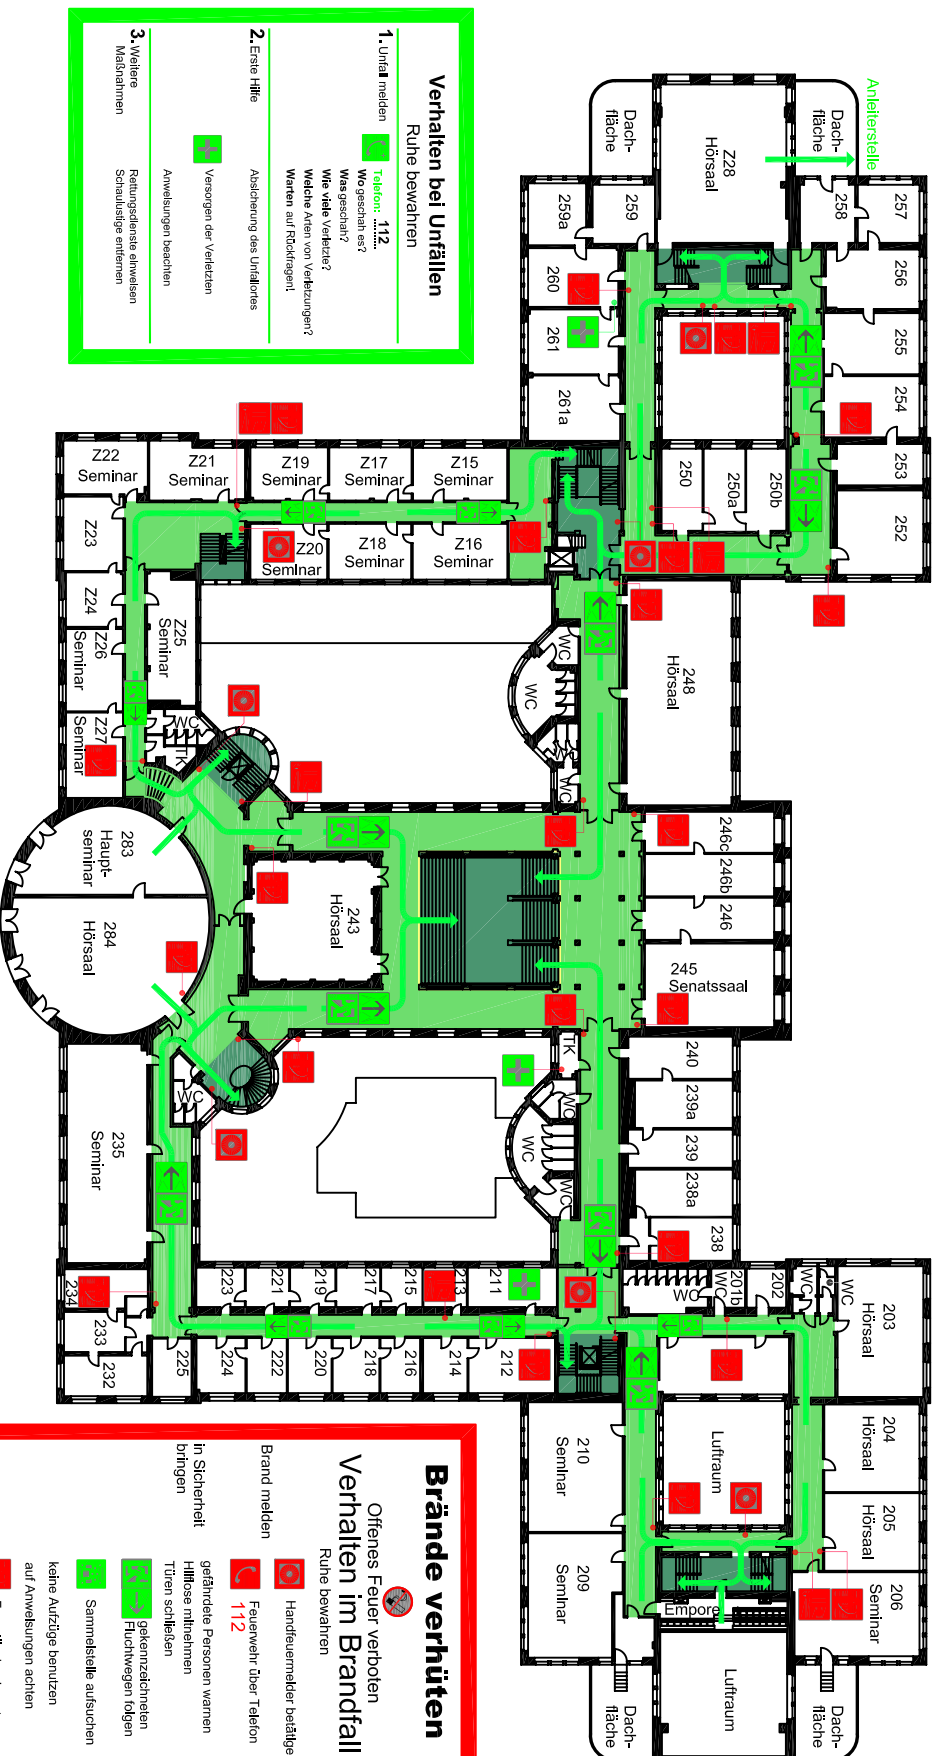 Verhalten bei Unfällen
Ruhe bewahren
1. Unfall melden
Telefon: 112
Wo geschah es?
Was geschah?
Wie viele Verletzte?
Welche Arten von Verletzungen?
Warten auf Rückfragen!
2. Erste Hilfe
Absicherung des Unfallortes
Versorgen der Verletzten
Anweisungen beachten
3. Weitere
Maßnahmen
Rettungsdienste einweisen
Schaulustige entfernen
Anleiterstelle
Dach-
fläche
Z28
Hörsaal
Dach-
fläche
257
258
256
255
254
253
252
259
259a
260
261
261a
250
250a
250b
Z22
Seminar
Z21
Seminar
Z19
Seminar
Z17
Seminar
Z15
Seminar
Z20
Seminar
Z18
Seminar
Z16
Seminar
Z23
Z24
Z26
Seminar
Z27
Seminar
Z25
Seminar
WC
TK
WC
WC
WC
248
Hörsaal
246c
246b
246
245
Senatssaal
243
Hörsaal
283
Haupt-
seminar
284
Hörsaal
235
Seminar
WC
TK
WC
WC
WC
240
239a
239
238a
238
WC
WC
201b
202
WC
WC
203
Hörsaal
204
Hörsaal
205
Hörsaal
206
Seminar
223
221
219
217
215
213
211
234
233
232
225
224
222
220
218
216
214
212
210
Seminar
209
Seminar
Luftraum
Empore
Luftraum
Dach-
fläche
Dach-
fläche
Brände verhüten
Offenes Feuer verboten
Verhalten im Brandfall
Ruhe bewahren
Brand melden
Handfeuermelder betätige
Feuerwehr über Telefon
112
in Sicherheit
bringen
gefährdete Personen warnen
Hilflose mitnehmen
Türen schließen
gekennzeichneten
Fluchtwegen folgen
Sammelstelle aufsuchen
keine Aufzüge benutzen
auf Anweisungen achten